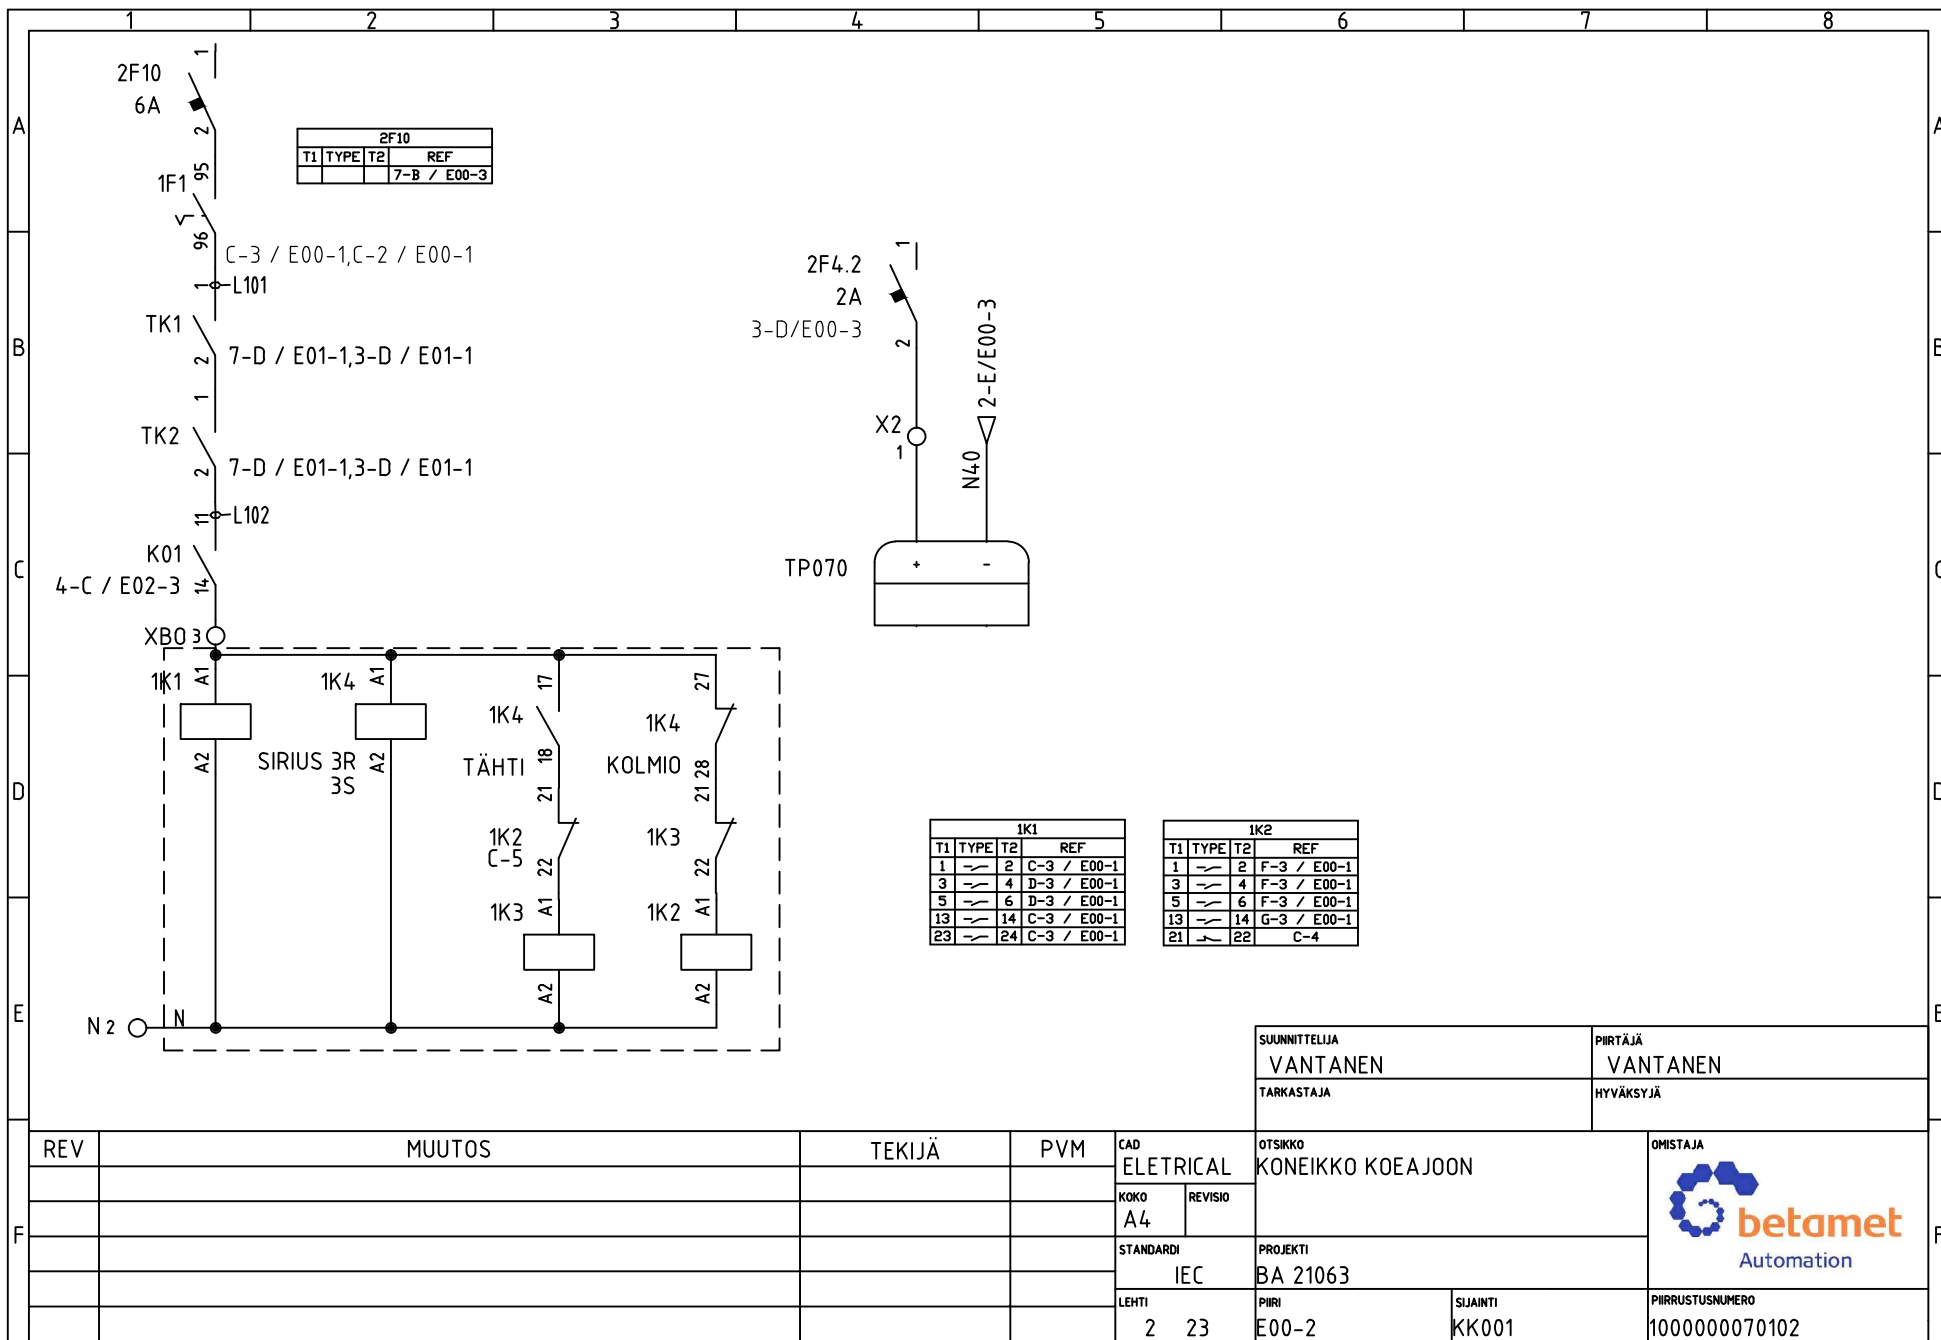 1 2 3 4 5 6 7 8
A
B
C
D
E
F
A
B
C
D
E
F
1
2F10
6A
2
95
1F1
96
C-3 / E00-1,C-2 / E00-1
1 L101
TK1
2
7-D / E01-1,3-D / E01-1
1
TK2
2
7-D / E01-1,3-D / E01-1
11 L102
K01
4-C / E02-3
14
XB0 3
2F10
T1 TYPE T2 REF
7-B / E00-3
1
2F4.2
2A
3-D/E00-3
2
2-E/E00-3
X2
1
N40
TP070
+ -
1K1 A1
A2
1K4 A1
SIRIUS 3R
3S
A2
17
1K4
18
TÄHTI
21
1K2
C-5
22
1K3 A1
A2
27
1K4
28
KOLMIO
21
1K3
22
1K2 A1
A2
N 2 N
1K1
T1 TYPE T2 REF
1 2 C-3 / E00-1
3 4 D-3 / E00-1
5 6 D-3 / E00-1
13 14 C-3 / E00-1
23 24 C-3 / E00-1
1K2
T1 TYPE T2 REF
1 2 F-3 / E00-1
3 4 F-3 / E00-1
5 6 F-3 / E00-1
13 14 G-3 / E00-1
21 22 C-4
SUUNNITTELIJA
VANTANEN
PIIRTÄJÄ
VANTANEN
TARKASTAJA
HYVÄKSYJÄ
REV MUUTOS TEKIJÄ PVM
CAD
ELETRICAL
OTSIKKO
KONEIKKO KOEAJOON
OMISTAJA
betamet
Automation
KOKO
A4
REVISIO
STANDARDI
IEC
PROJEKTI
BA 21063
LEHTI
2 23
PIIRI
E00-2
SIJAINTI
KK001
PIIRRUSTUSNUMERO
1000000070102